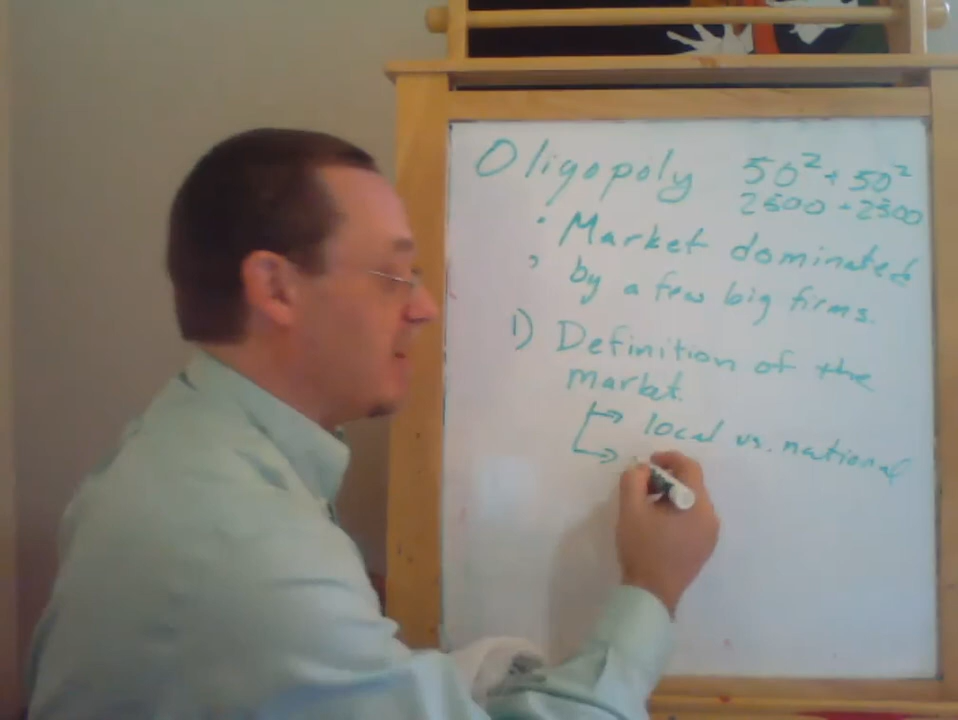 Oligopoly 50² + 50²
2500 + 2500
• Market dominated
by a few big firms.
1) Definition of the
market
→ local vs. national
→